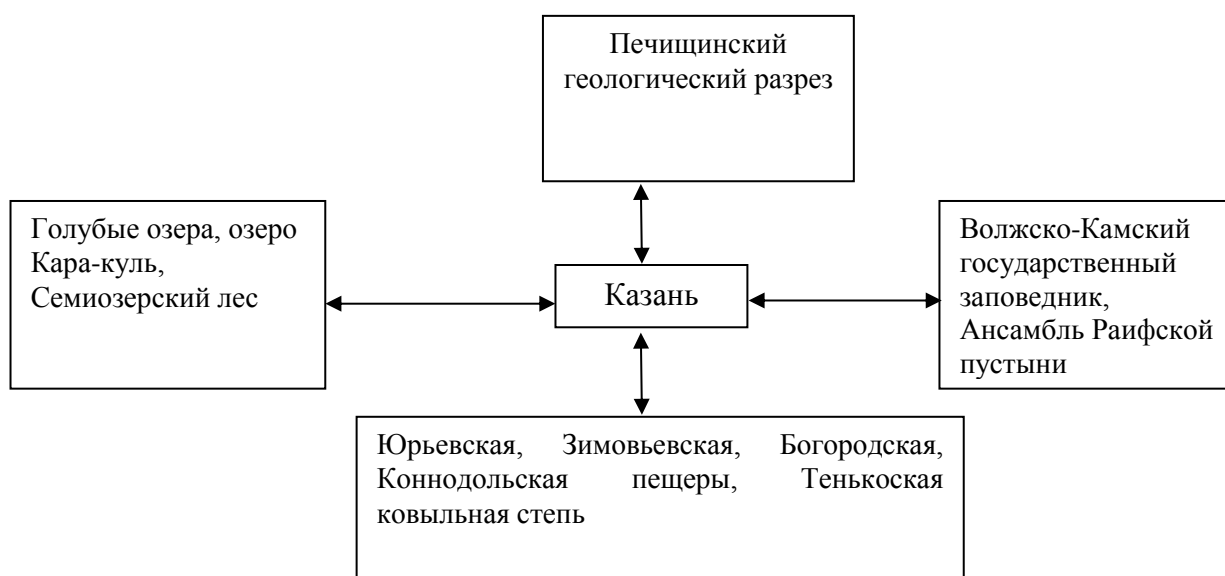 Печищинский
геологический разрез
Голубые озера, озеро
Кара-куль,
Семиозерский лес
Казань
Волжско-Камский
государственный
заповедник,
Ансамбль Раифской
пустыни
Юрьевская, Зимовьевская, Богородская,
Коннодольская пещеры, Тенькоская
ковыльная степь